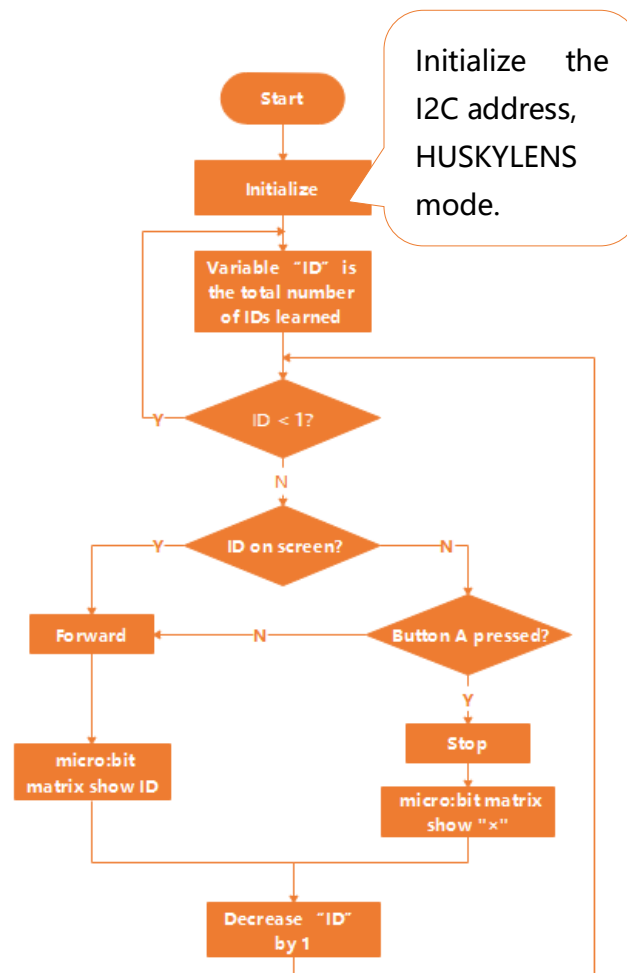 Initialize the
I2C address,
HUSKYLENS
mode.
Start
Initialize
Variable “ID” is
the total number
of IDs learned
Y
ID < 1?
N
Y
ID on screen?
N
Forward
N
Button A pressed?
Y
Stop
micro:bit
matrix show ID
micro:bit matrix
show "×"
Decrease “ID”
by 1